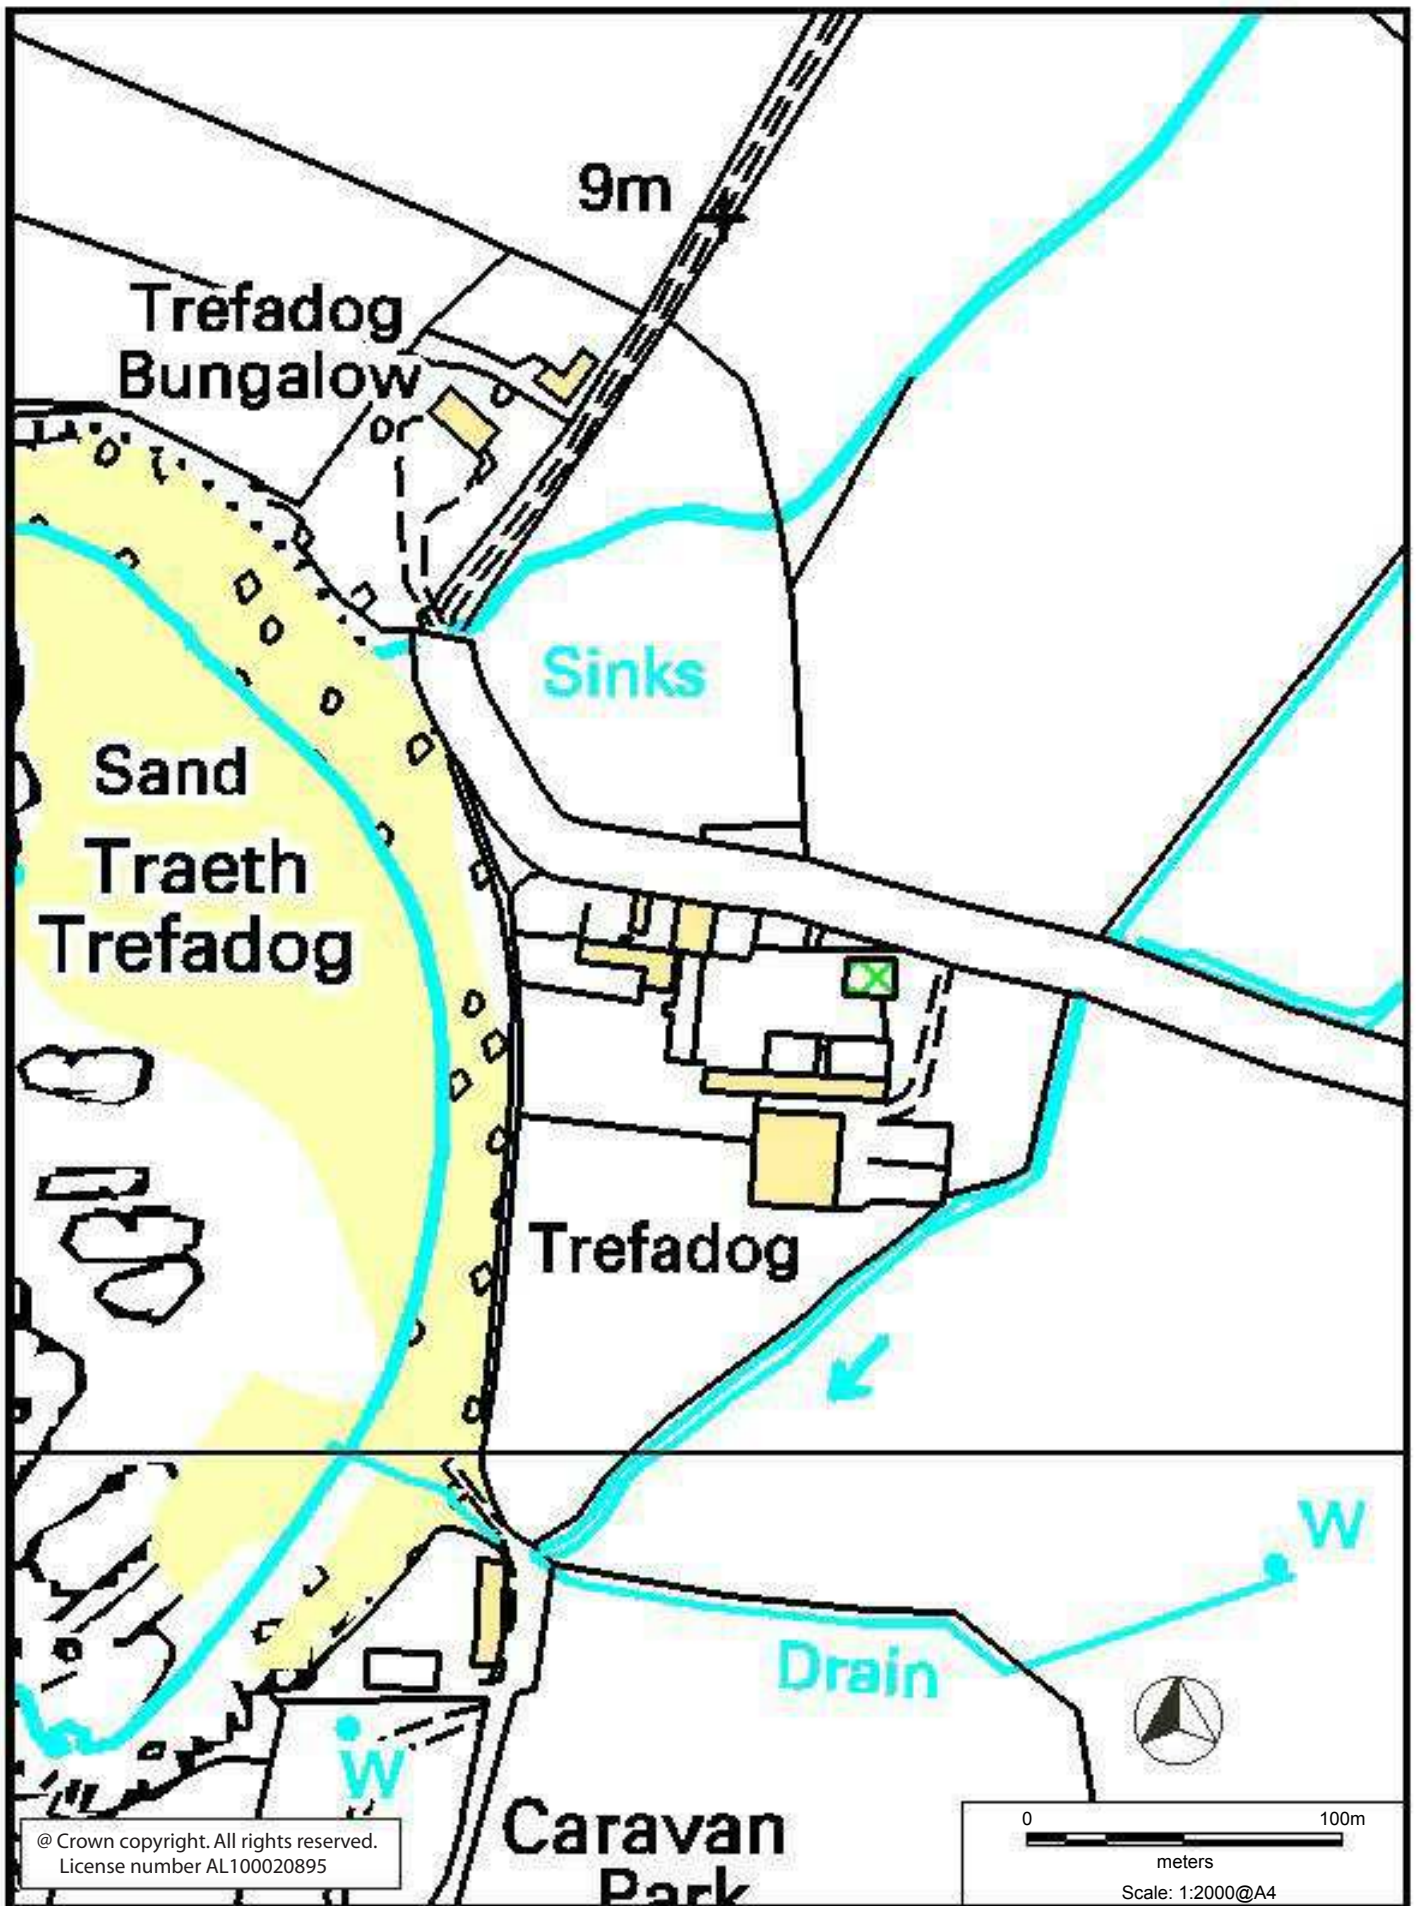 9m
Trefadog
Bungalow
Sinks
Sand
Traeth
Trefadog
Trefadog
W
Drain
W
Caravan
Park
@ Crown copyright. All rights reserved.
License number AL100020895
0 100m
meters
Scale: 1:2000@A4